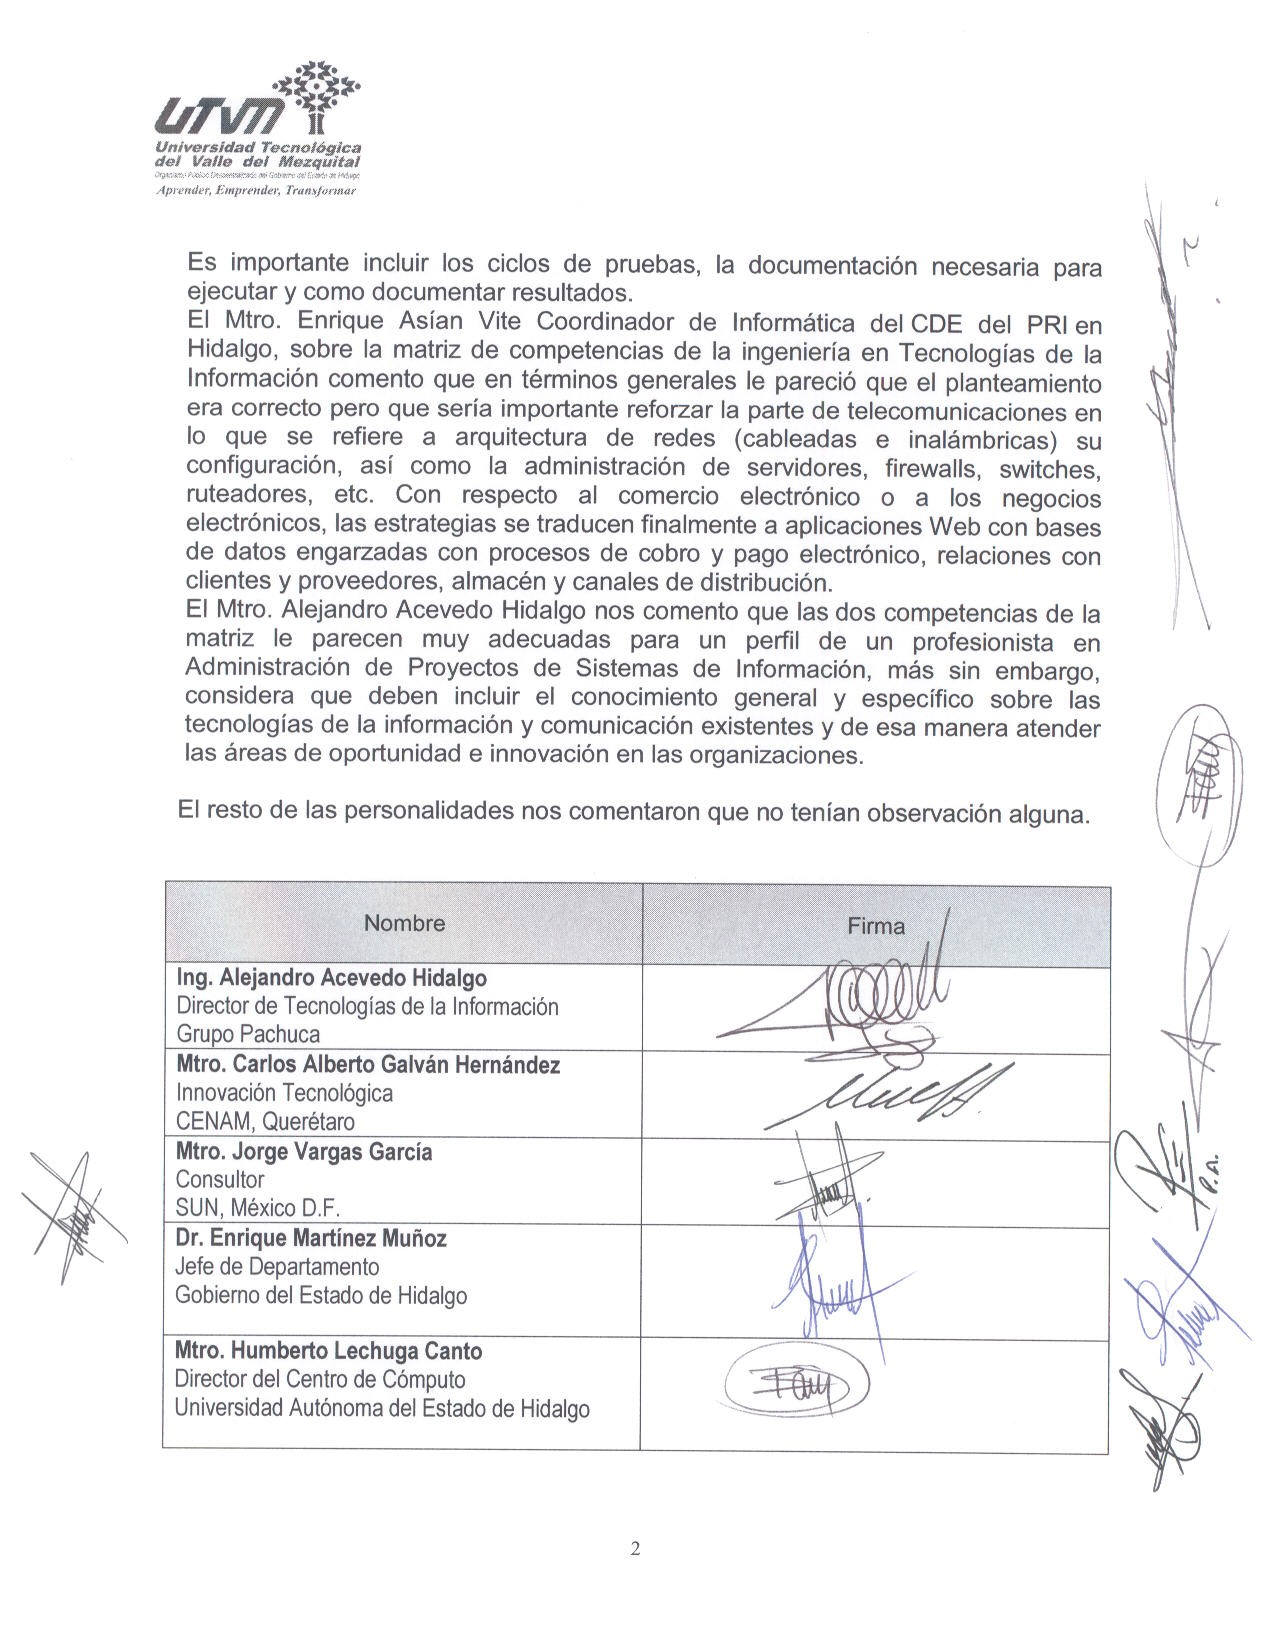 UTVM
Universidad Tecnológica
del Valle del Mezquital
Organismo Público Descentralizado del Gobierno del Estado de Hidalgo
Aprender, Emprender, Transformar
Es importante incluir los ciclos de pruebas, la documentación necesaria para
ejecutar y como documentar resultados.
El Mtro. Enrique Asían Vite Coordinador de Informática del CDE del PRI en
Hidalgo, sobre la matriz de competencias de la ingeniería en Tecnologías de la
Información comento que en términos generales le pareció que el planteamiento
era correcto pero que sería importante reforzar la parte de telecomunicaciones en
lo que se refiere a arquitectura de redes (cableadas e inalámbricas) su
configuración, así como la administración de servidores, firewalls, switches,
ruteadores, etc. Con respecto al comercio electrónico o a los negocios
electrónicos, las estrategias se traducen finalmente a aplicaciones Web con bases
de datos engarzadas con procesos de cobro y pago electrónico, relaciones con
clientes y proveedores, almacén y canales de distribución.
El Mtro. Alejandro Acevedo Hidalgo nos comento que las dos competencias de la
matriz le parecen muy adecuadas para un perfil de un profesionista en
Administración de Proyectos de Sistemas de Información, más sin embargo,
considera que deben incluir el conocimiento general y específico sobre las
tecnologías de la información y comunicación existentes y de esa manera atender
las áreas de oportunidad e innovación en las organizaciones.
El resto de las personalidades nos comentaron que no tenían observación alguna.
Nombre
Firma
Ing. Alejandro Acevedo Hidalgo
Director de Tecnologías de la Información
Grupo Pachuca
Mtro. Carlos Alberto Galván Hernández
Innovación Tecnológica
CENAM, Querétaro
Mtro. Jorge Vargas García
Consultor
SUN, México D.F.
Dr. Enrique Martínez Muñoz
Jefe de Departamento
Gobierno del Estado de Hidalgo
Mtro. Humberto Lechuga Canto
Director del Centro de Cómputo
Universidad Autónoma del Estado de Hidalgo
P.A.
2